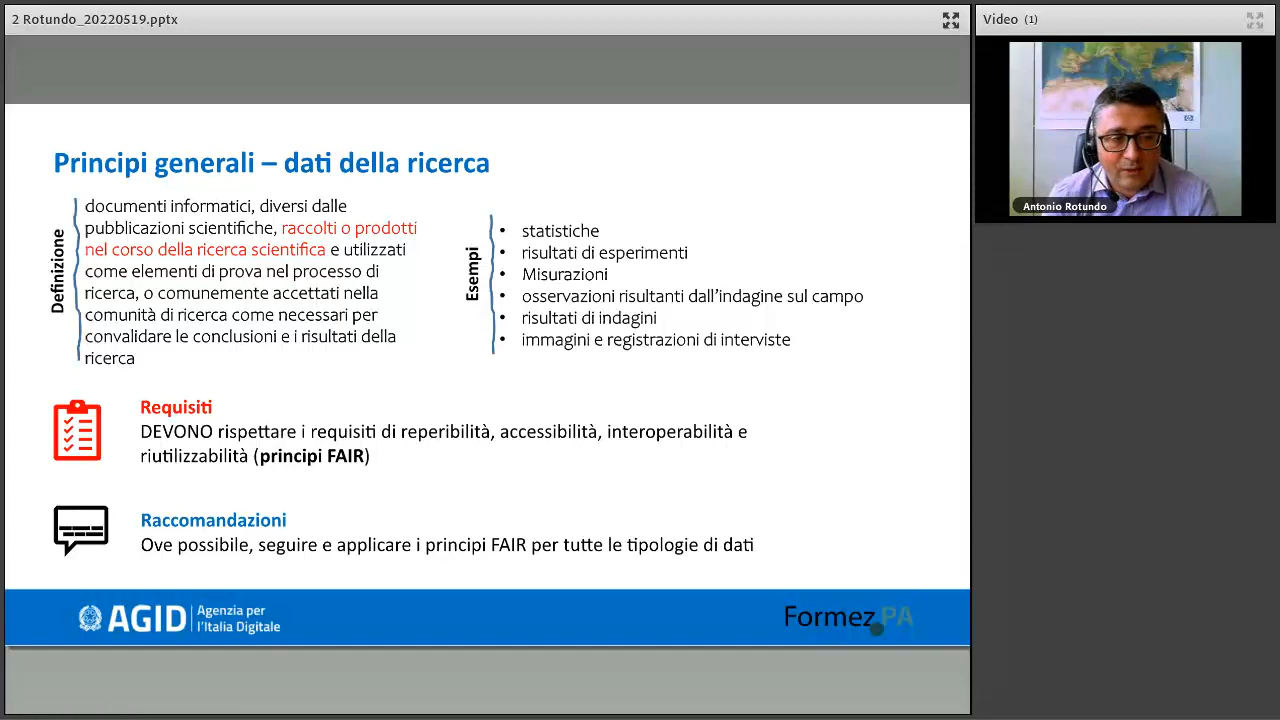 2 Rotundo_20220519.pptx
Video (1)
Antonio Rotundo
Principi generali – dati della ricerca
Definizione
documenti informatici, diversi dalle
pubblicazioni scientifiche, raccolti o prodotti
nel corso della ricerca scientifica e utilizzati
come elementi di prova nel processo di
ricerca, o comunemente accettati nella
comunità di ricerca come necessari per
convalidare le conclusioni e i risultati della
ricerca
Esempi
• statistiche
• risultati di esperimenti
• Misurazioni
• osservazioni risultanti dall'indagine sul campo
• risultati di indagini
• immagini e registrazioni di interviste
Requisiti
DEVONO rispettare i requisiti di reperibilità, accessibilità, interoperabilità e
riutilizzabilità (principi FAIR)
Raccomandazioni
Ove possibile, seguire e applicare i principi FAIR per tutte le tipologie di dati
AGID
Agenzia per
l'Italia Digitale
Formez PA